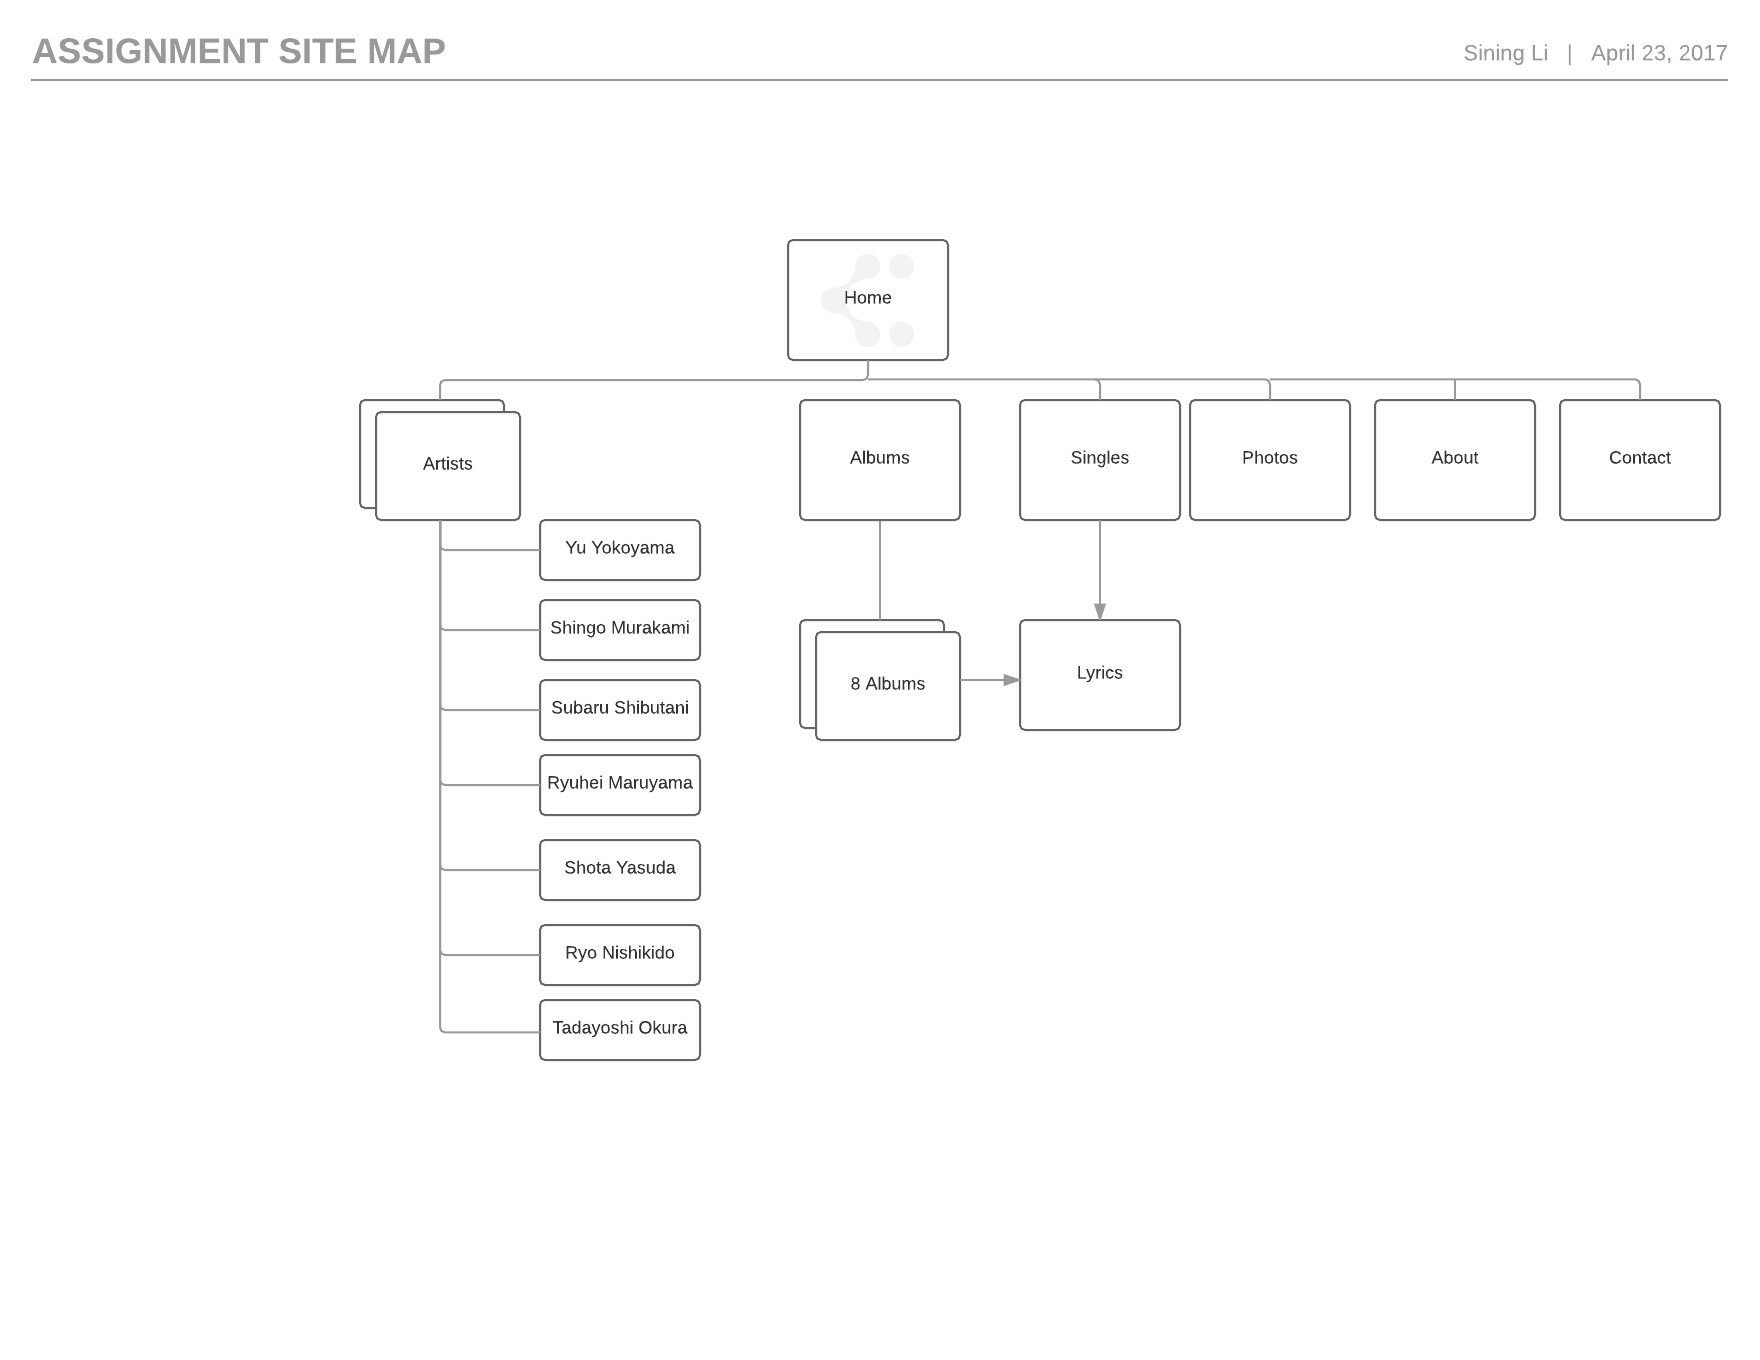 ASSIGNMENT SITE MAP
Sining Li | April 23, 2017
Home
Artists
Albums
Singles
Photos
About
Contact
Yu Yokoyama
Shingo Murakami
Subaru Shibutani
Ryuhei Maruyama
Shota Yasuda
Ryo Nishikido
Tadayoshi Okura
8 Albums
Lyrics